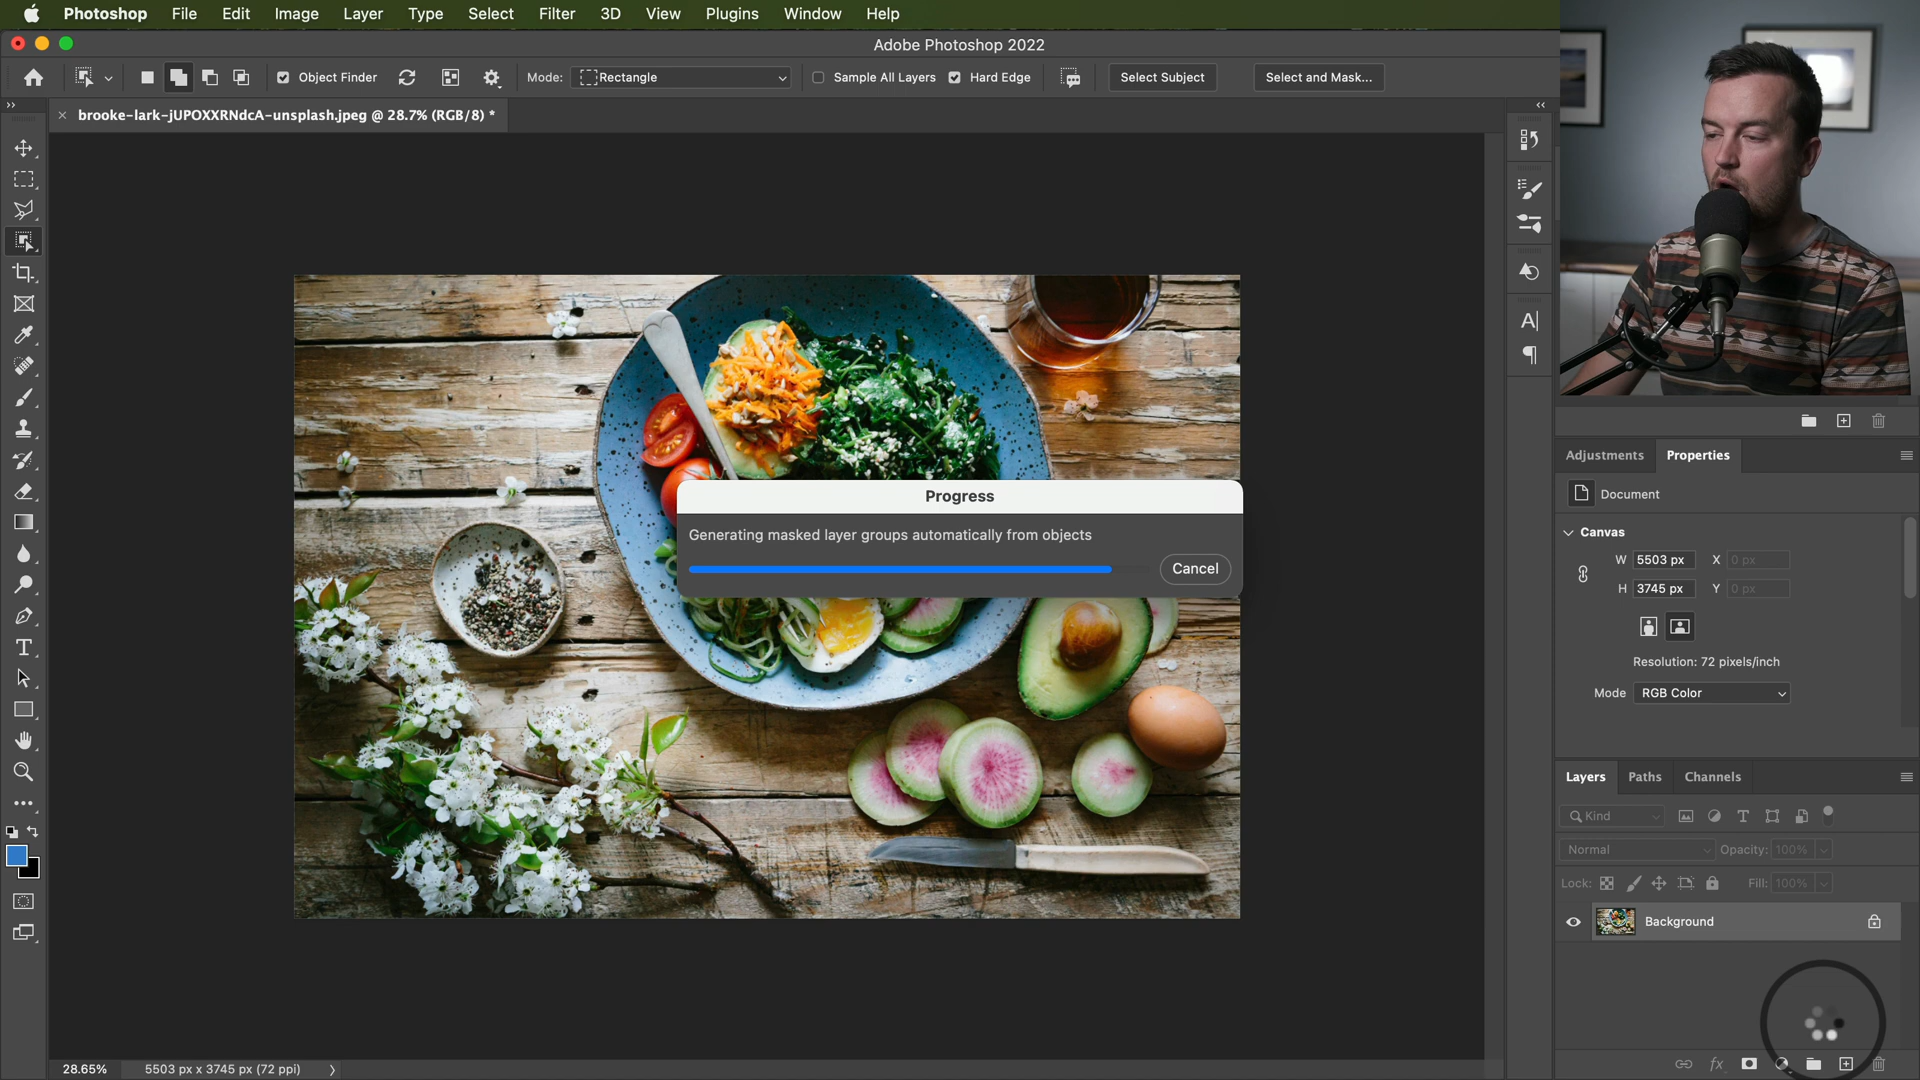 Photoshop File Edit Image Layer Type Select Filter 3D View Plugins Window Help
Adobe Photoshop 2022
Object Finder Mode: Rectangle Sample All Layers Hard Edge Select Subject Select and Mask...
brooke-lark-jUPOXXRNdcA-unsplash.jpeg @ 28.7% (RGB/8) *
Progress
Generating masked layer groups automatically from objects
Cancel
Adjustments Properties
Document
Canvas
W 5503 px X 0 px
H 3745 px Y 0 px
Resolution: 72 pixels/inch
Mode RGB Color
Layers Paths Channels
Kind
Normal Opacity: 100%
Lock: Fill: 100%
Background
fx
28.65% 5503 px x 3745 px (72 ppi)